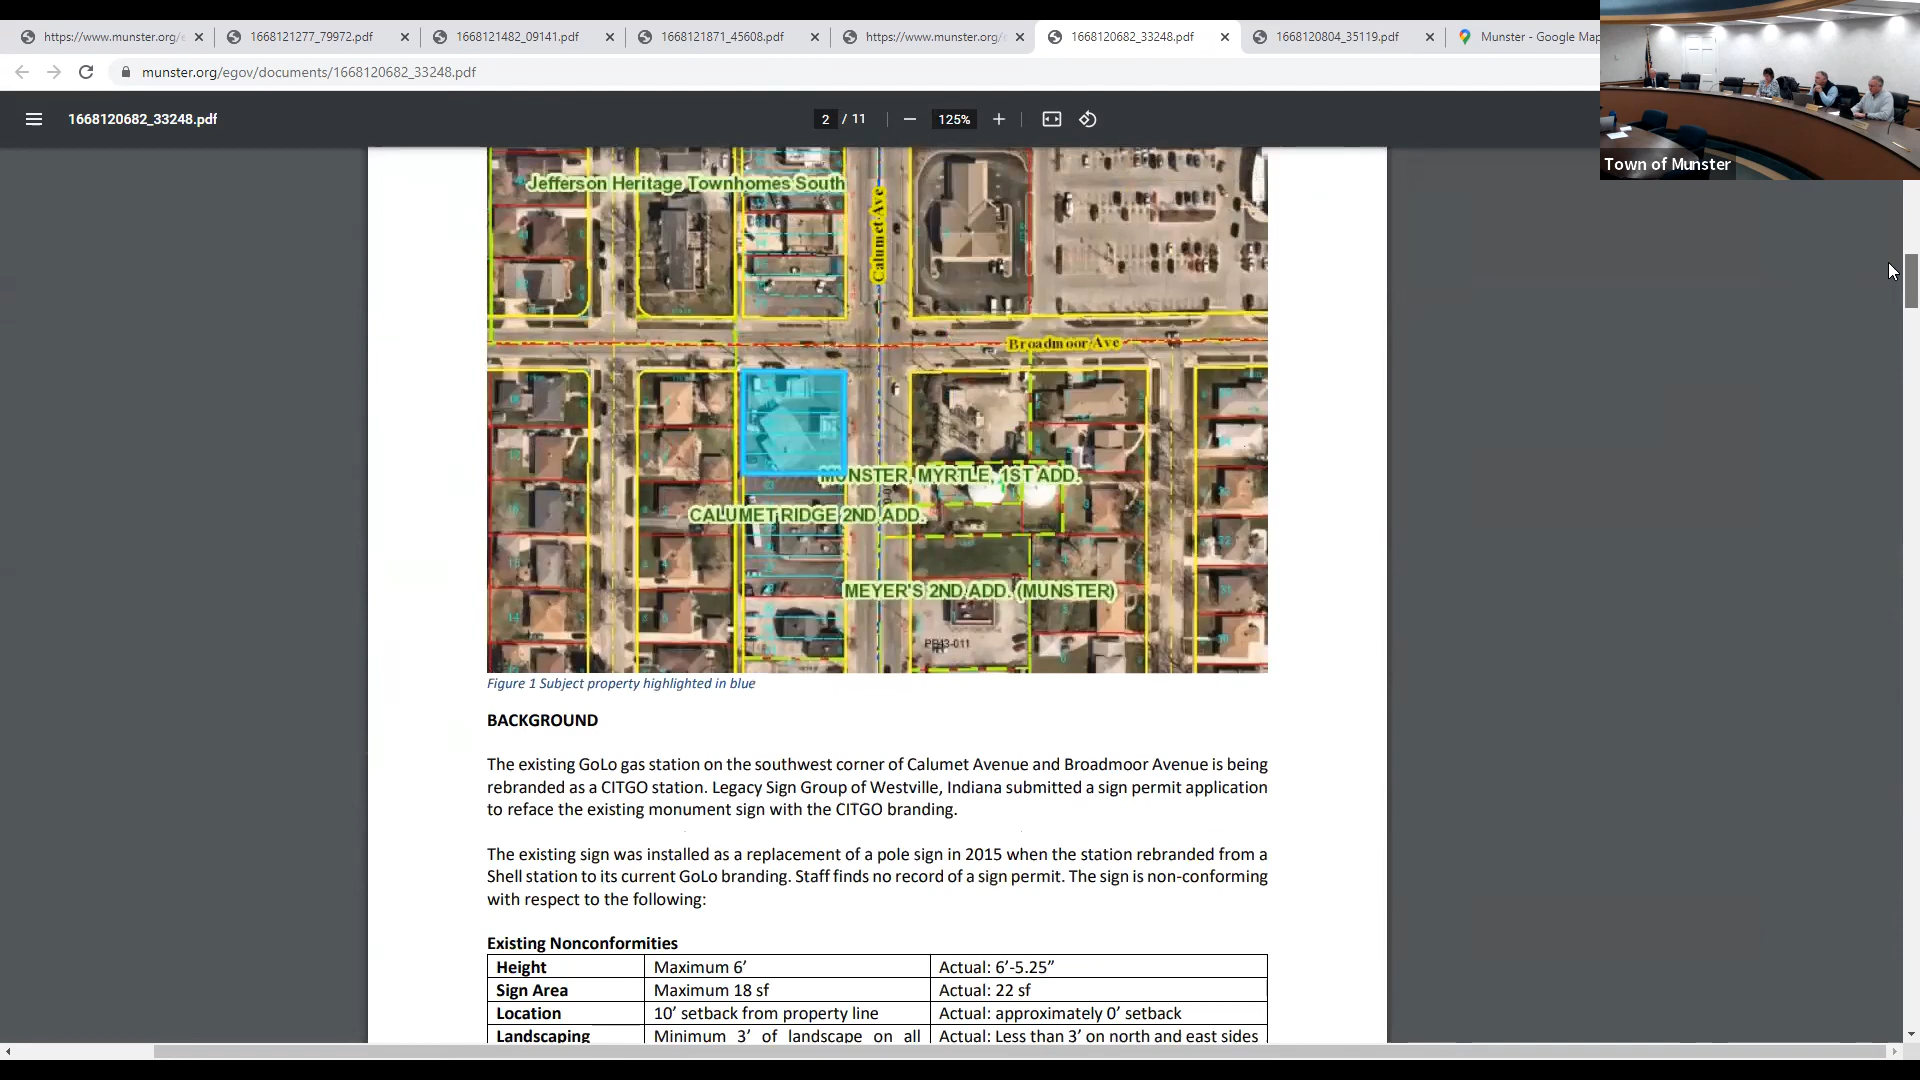 https://www.munster.org/e
1668121277_79972.pdf
1668121482_09141.pdf
1668121871_45608.pdf
https://www.munster.org/
1668120682_33248.pdf
1668120804_35119.pdf
Munster - Google Map
munster.org/egov/documents/1668120682_33248.pdf
1668120682_33248.pdf
2 / 11
125%
Town of Munster
Jefferson Heritage Townhomes South
Calumet Ave
Broadmoor Ave
MUNSTER, MYRTLE, 1ST ADD.
CALUMET RIDGE 2ND ADD.
MEYER'S 2ND ADD. (MUNSTER)
Figure 1 Subject property highlighted in blue
BACKGROUND
The existing GoLo gas station on the southwest corner of Calumet Avenue and Broadmoor Avenue is being
rebranded as a CITGO station. Legacy Sign Group of Westville, Indiana submitted a sign permit application
to reface the existing monument sign with the CITGO branding.
The existing sign was installed as a replacement of a pole sign in 2015 when the station rebranded from a
Shell station to its current GoLo branding. Staff finds no record of a sign permit. The sign is non-conforming
with respect to the following:
Existing Nonconformities
Height Maximum 6’ Actual: 6’-5.25”
Sign Area Maximum 18 sf Actual: 22 sf
Location 10’ setback from property line Actual: approximately 0’ setback
Landscaping Minimum 3’ of landscape on all Actual: Less than 3’ on north and east sides